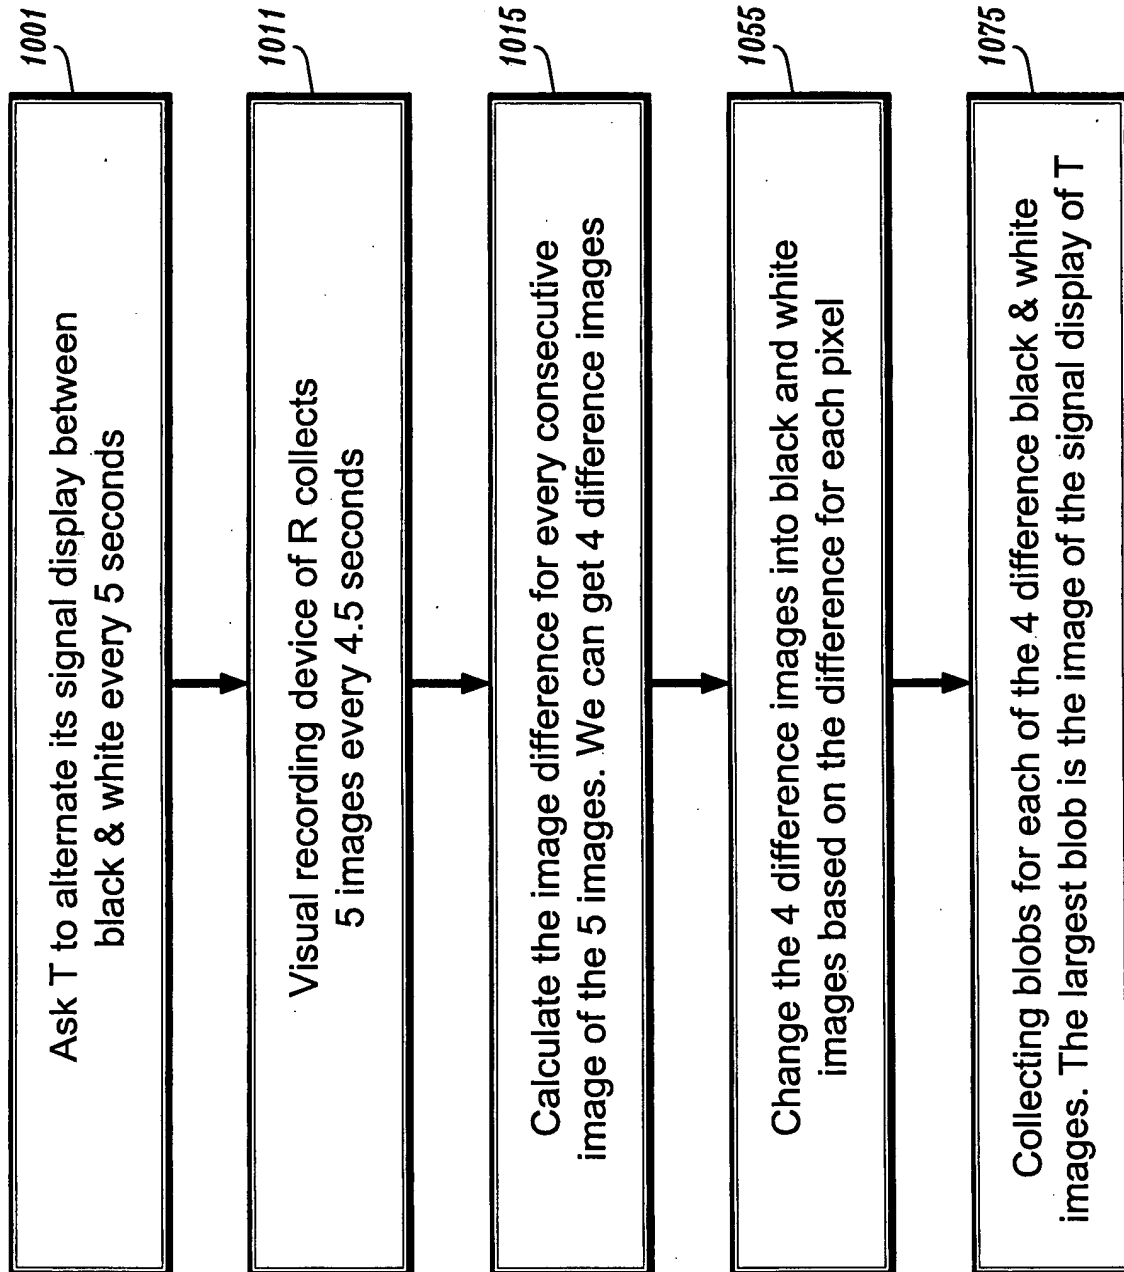 1001
Ask T to alternate its signal display between
black & white every 5 seconds
1011
Visual recording device of R collects
5 images every 4.5 seconds
1015
Calculate the image difference for every consecutive
image of the 5 images. We can get 4 difference images
1055
Change the 4 difference images into black and white
images based on the difference for each pixel
1075
Collecting blobs for each of the 4 difference black & white
images. The largest blob is the image of the signal display of T